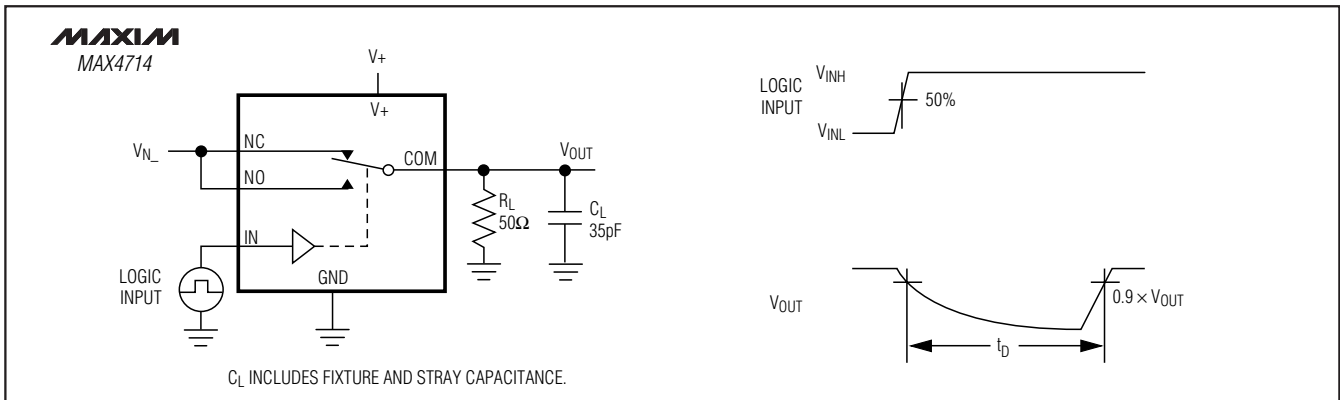 MAXIM
MAX4714
V+
V+
NC
V_N_
NO
COM
V_OUT
R_L
50Ω
C_L
35pF
IN
LOGIC
INPUT
GND
C_L INCLUDES FIXTURE AND STRAY CAPACITANCE.
LOGIC
INPUT
V_INH
50%
V_INL
V_OUT
0.9 × V_OUT
t_D